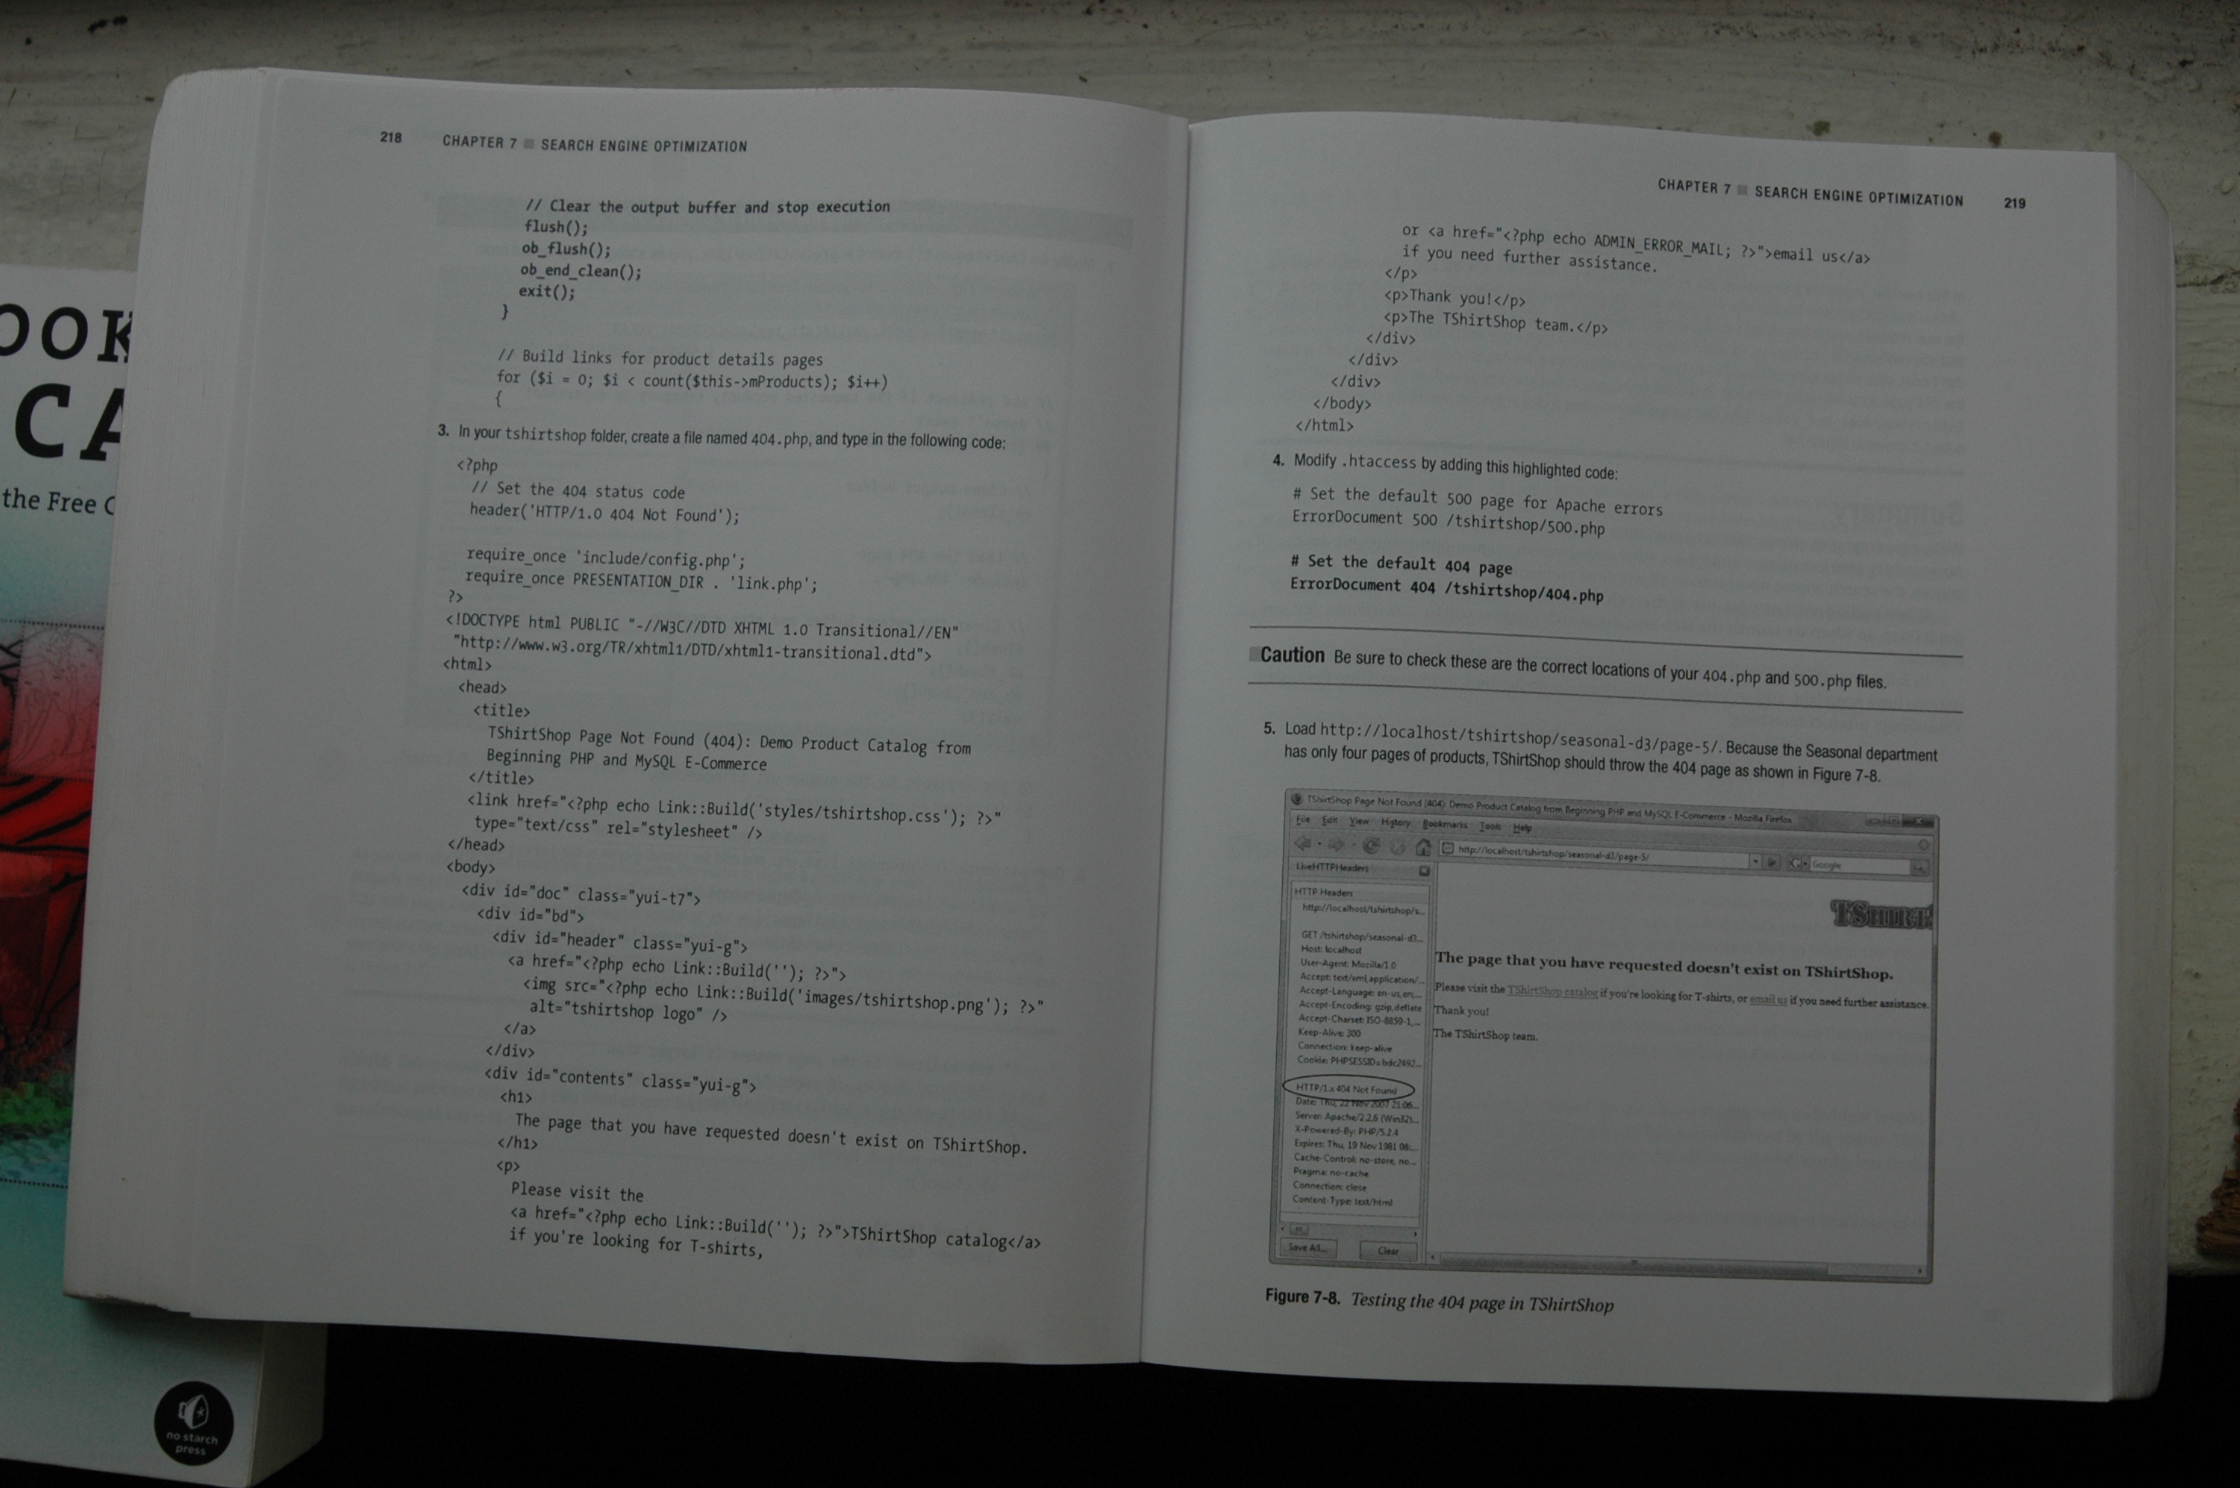 OOK
CA
the Free
no starch
press
218 CHAPTER 7 ■ SEARCH ENGINE OPTIMIZATION
// Clear the output buffer and stop execution
flush();
ob_flush();
ob_end_clean();
exit();
}
// Build links for product details pages
for ($i = 0; $i < count($this->mProducts); $i++)
{
3. In your tshirtshop folder, create a file named 404.php, and type in the following code:
<?php
// Set the 404 status code
header('HTTP/1.0 404 Not Found');
require_once 'include/config.php';
require_once PRESENTATION_DIR . 'link.php';
?>
<!DOCTYPE html PUBLIC "-//W3C//DTD XHTML 1.0 Transitional//EN"
"http://www.w3.org/TR/xhtml1/DTD/xhtml1-transitional.dtd">
<html>
<head>
<title>
TShirtShop Page Not Found (404): Demo Product Catalog from
Beginning PHP and MySQL E-Commerce
</title>
<link href="<?php echo Link::Build('styles/tshirtshop.css'); ?>"
type="text/css" rel="stylesheet" />
</head>
<body>
<div id="doc" class="yui-t7">
<div id="bd">
<div id="header" class="yui-g">
<a href="<?php echo Link::Build(''); ?>">
<img src="<?php echo Link::Build('images/tshirtshop.png'); ?>"
alt="tshirtshop logo" />
</a>
</div>
<div id="contents" class="yui-g">
<h1>
The page that you have requested doesn't exist on TShirtShop.
</h1>
<p>
Please visit the
<a href="<?php echo Link::Build(''); ?>">TShirtShop catalog</a>
if you're looking for T-shirts,
CHAPTER 7 ■ SEARCH ENGINE OPTIMIZATION 219
or <a href="<?php echo ADMIN_ERROR_MAIL; ?>">email us</a>
if you need further assistance.
</p>
<p>Thank you!</p>
<p>The TShirtShop team.</p>
</div>
</div>
</div>
</body>
</html>
4. Modify .htaccess by adding this highlighted code:
# Set the default 500 page for Apache errors
ErrorDocument 500 /tshirtshop/500.php
# Set the default 404 page
ErrorDocument 404 /tshirtshop/404.php
Caution Be sure to check these are the correct locations of your 404.php and 500.php files.
5. Load http://localhost/tshirtshop/seasonal-d3/page-5/. Because the Seasonal department
has only four pages of products, TShirtShop should throw the 404 page as shown in Figure 7-8.
TShirtShop Page Not Found (404): Demo Product Catalog from Beginning PHP and MySQL E-Commerce - Mozilla Firefox
File Edit View History Bookmarks Tools Help
http://localhost/tshirtshop/seasonal-d3/page-5/ Google
LiveHTTPHeaders
HTTP Headers
http://localhost/tshirtshop/s...
GET /tshirtshop/seasonal-d3...
Host: localhost
User-Agent: Mozilla/1.0
Accept: text/xml,application/...
Accept-Language: en-us,en;...
Accept-Encoding: gzip,deflate
Accept-Charset: ISO-8859-1,...
Keep-Alive: 300
Connection: keep-alive
Cookie: PHPSESSID=bdc2492...
HTTP/1.x 404 Not Found
Date: Thu, 22 Nov 2007 21:06...
Server: Apache/2.2.6 (Win32)...
X-Powered-By: PHP/5.2.4
Expires: Thu, 19 Nov 1981 08:...
Cache-Control: no-store, no...
Pragma: no-cache
Connection: close
Content-Type: text/html
Save All... Clear
TSHIRT
The page that you have requested doesn't exist on TShirtShop.
Please visit the TShirtShop catalog if you're looking for T-shirts, or email us if you need further assistance.
Thank you!
The TShirtShop team.
Figure 7-8. Testing the 404 page in TShirtShop